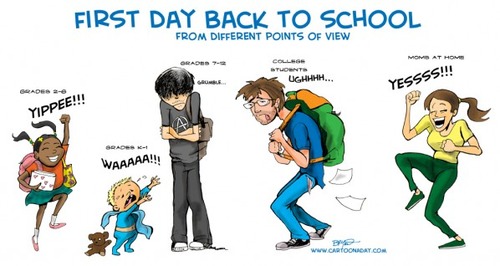 FIRST DAY BACK TO SCHOOL
FROM DIFFERENT POINTS OF VIEW
GRADES 2-6
YIPPEE!!!
GRADES K-1
WAAAAA!!!
GRADES 7-12
GRUMBLE...
COLLEGE
STUDENTS
UGHHHH...
MOMS AT HOME
YESSSS!!!
WWW.CARTOONADAY.COM